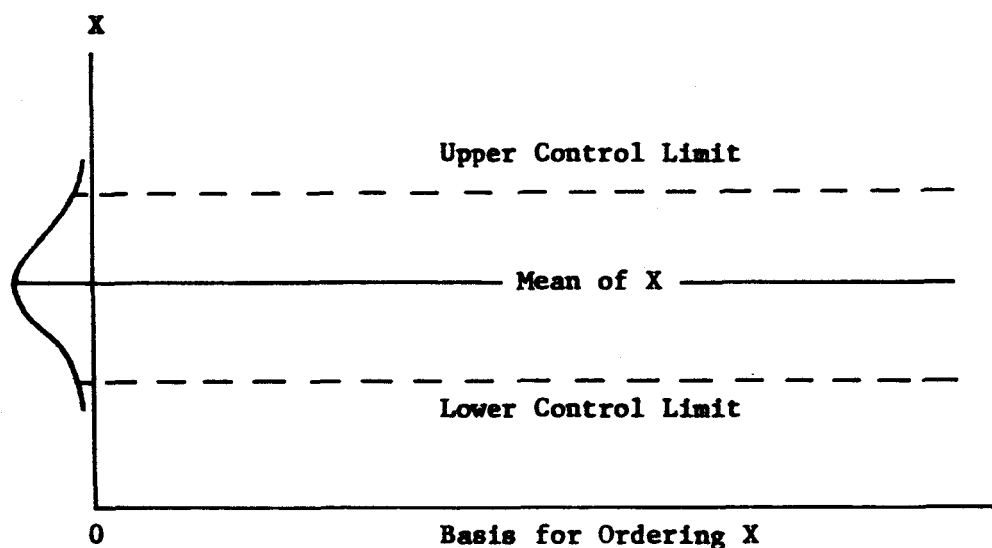 X
Upper Control Limit
Mean of X
Lower Control Limit
0
Basis for Ordering X